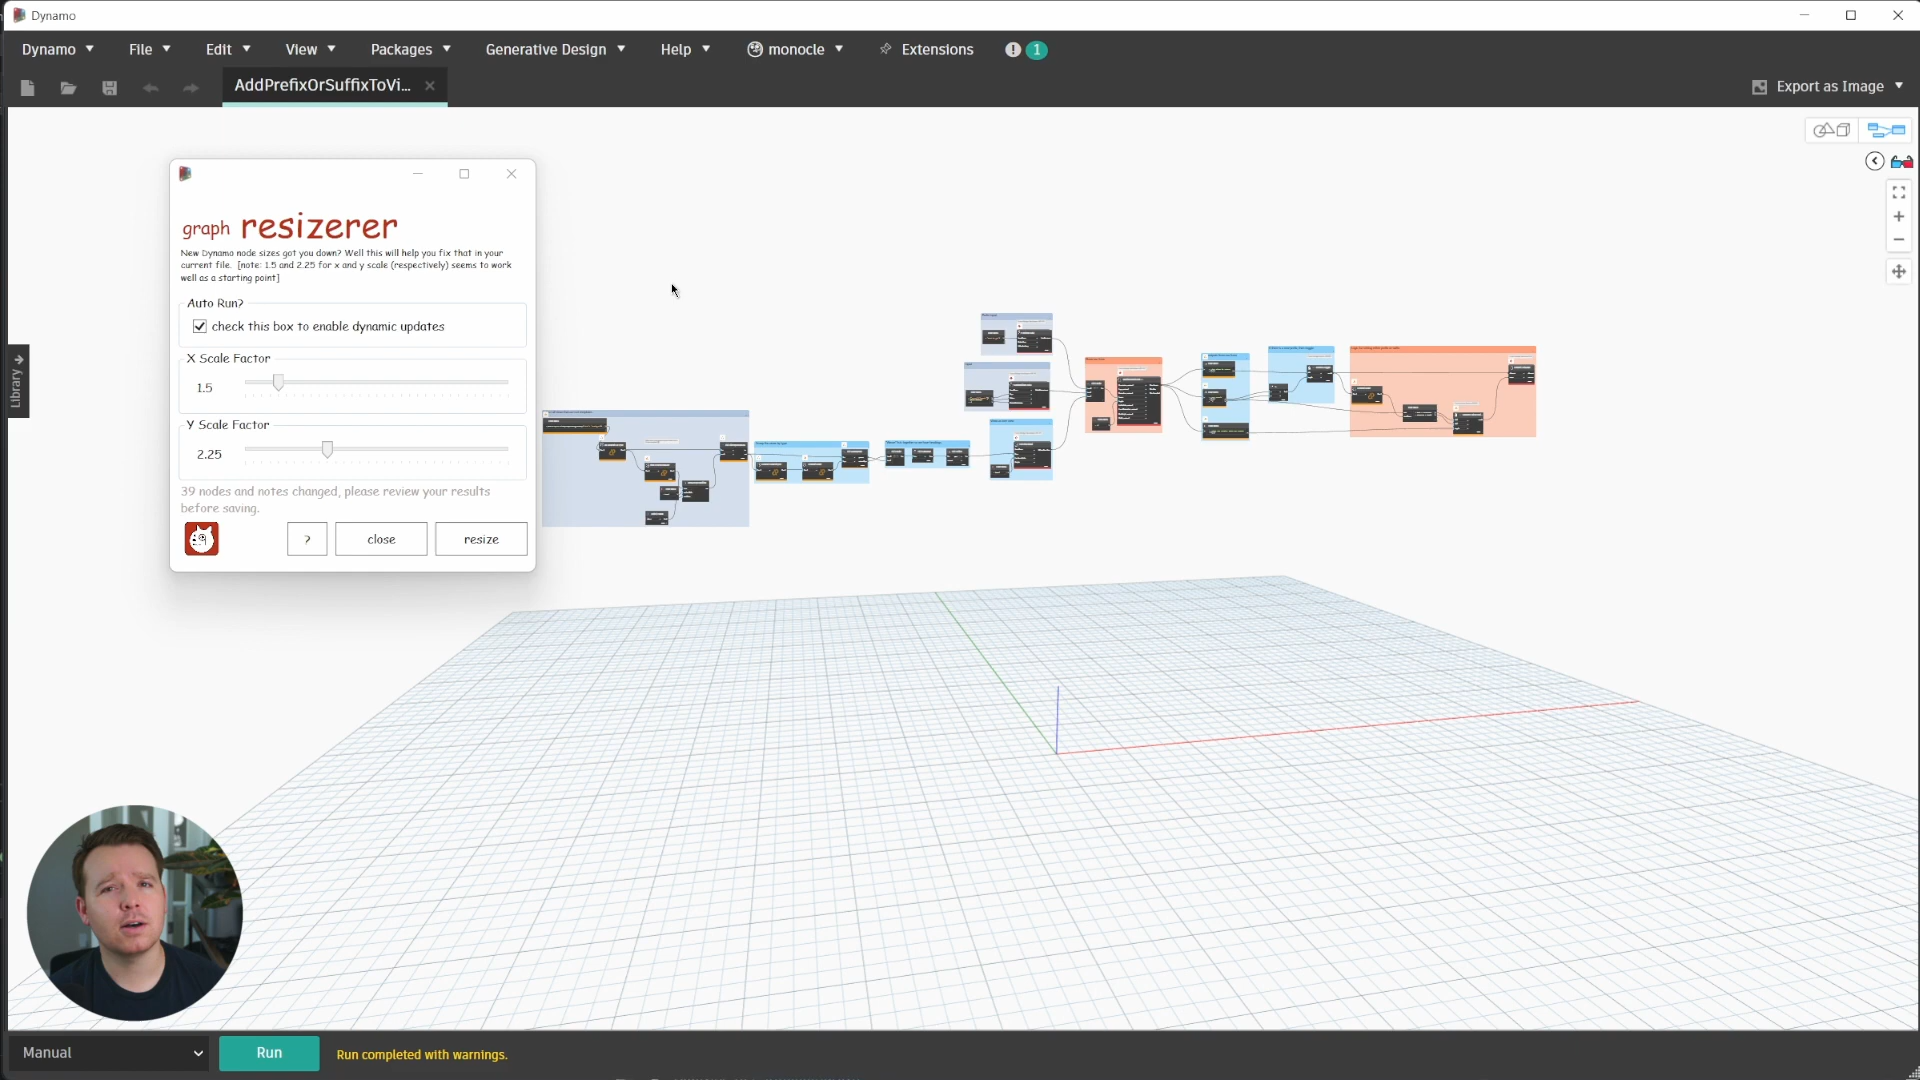 Dynamo
Dynamo File Edit View Packages Generative Design Help monocle Extensions 1
AddPrefixOrSuffixToVi...
Export as Image
graph resizerer
New Dynamo node sizes got you down? Well this will help you fix that in your
current file. [note: 1.5 and 2.25 for x and y scale (respectively) seems to work
well as a starting point]
Auto Run?
check this box to enable dynamic updates
X Scale Factor
1.5
Y Scale Factor
2.25
39 nodes and notes changed, please review your results
before saving.
? close resize
Library
Manual Run Run completed with warnings.